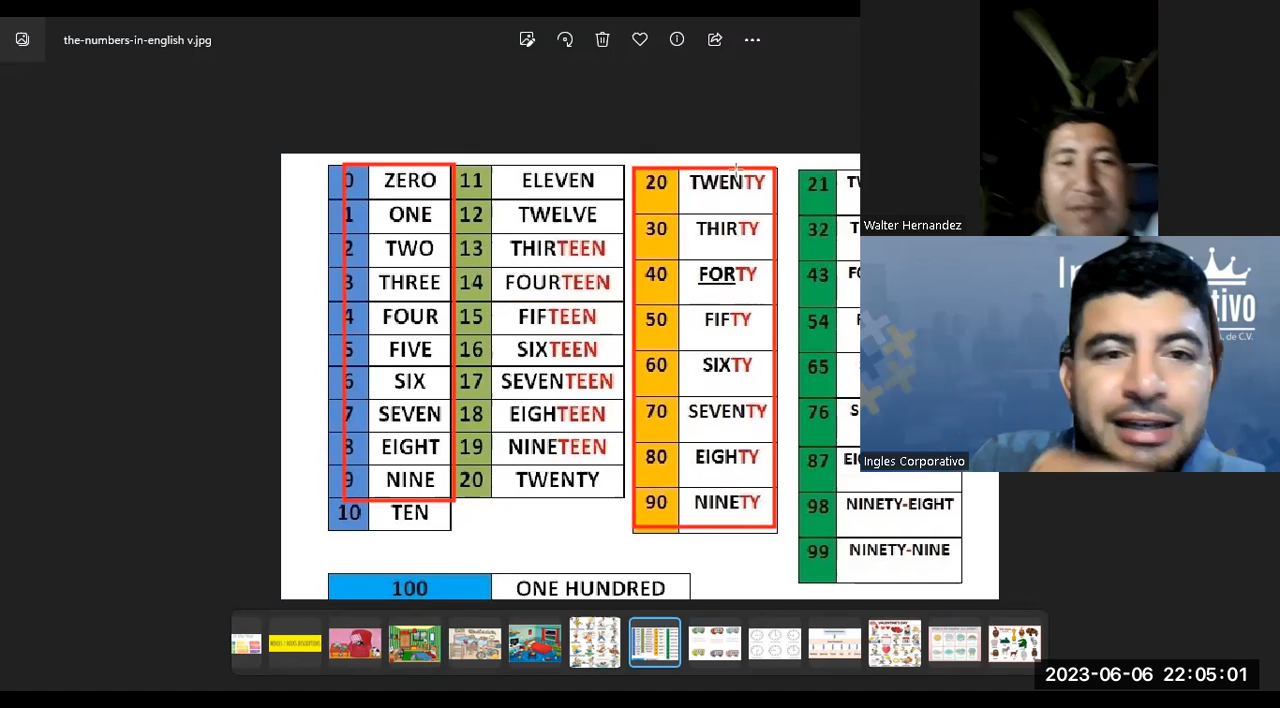 the-numbers-in-english v.jpg
0 ZERO 11 ELEVEN 20 TWENTY 21
1 ONE 12 TWELVE 30 THIRTY 32
2 TWO 13 THIRTEEN 40 FORTY 43
3 THREE 14 FOURTEEN 50 FIFTY 54
4 FOUR 15 FIFTEEN 60 SIXTY 65
5 FIVE 16 SIXTEEN 70 SEVENTY 76
6 SIX 17 SEVENTEEN 80 EIGHTY 87
7 SEVEN 18 EIGHTEEN 90 NINETY 98 NINETY-EIGHT
8 EIGHT 19 NINETEEN 99 NINETY-NINE
9 NINE 20 TWENTY
10 TEN
100 ONE HUNDRED
Walter Hernandez
de C.V.
Ingles Corporativo
2023-06-06 22:05:01